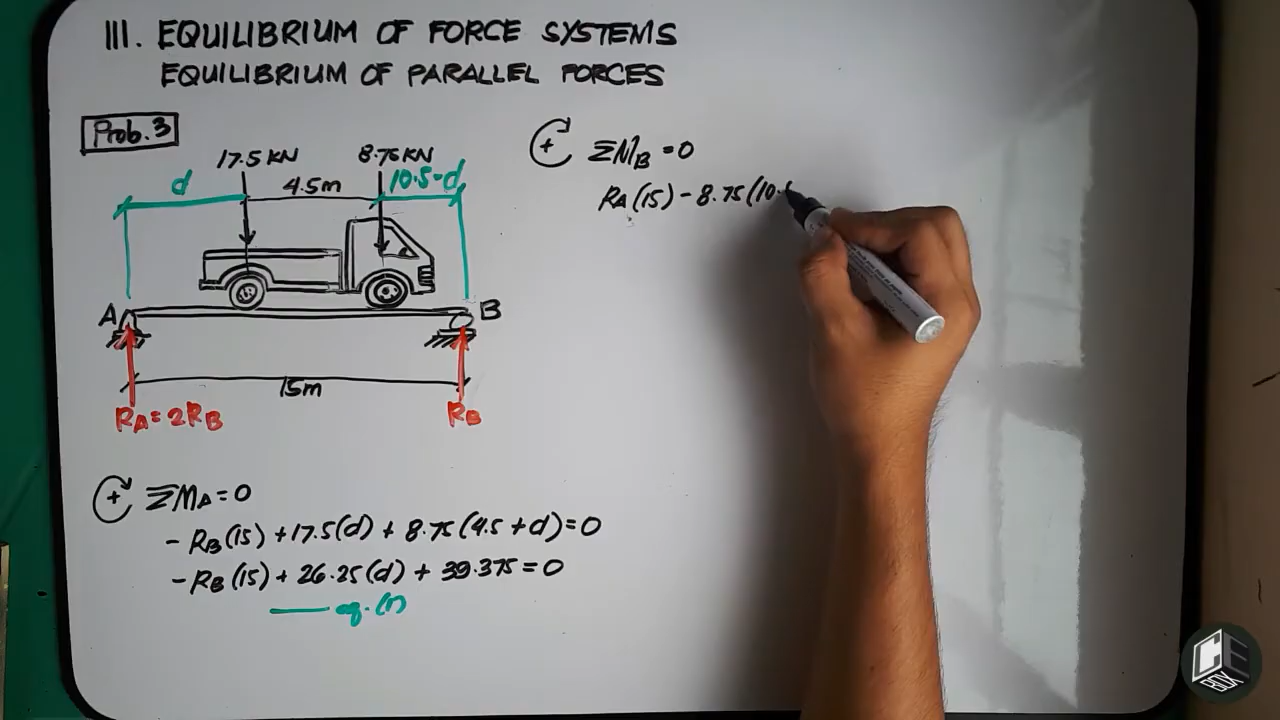 III. EQUILIBRIUM OF FORCE SYSTEMS
EQUILIBRIUM OF PARALLEL FORCES
Prob. 3
17.5 KN
8.75 KN
d
4.5m
10.5-d
A
B
15m
RA = 2RB
RB
+ ΣMA = 0
- RB (15) + 17.5(d) + 8.75 (4.5 + d) = 0
- RB (15) + 26.25 (d) + 39.375 = 0
eq. (1)
+ ΣMB = 0
RA (15) - 8.75 (10.
CE
BOX